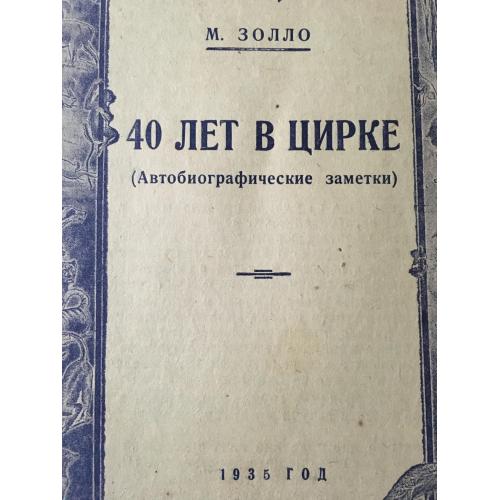 М. ЗОЛЛО
40 ЛЕТ В ЦИРКЕ
(Автобиографические заметки)
1935 ГОД